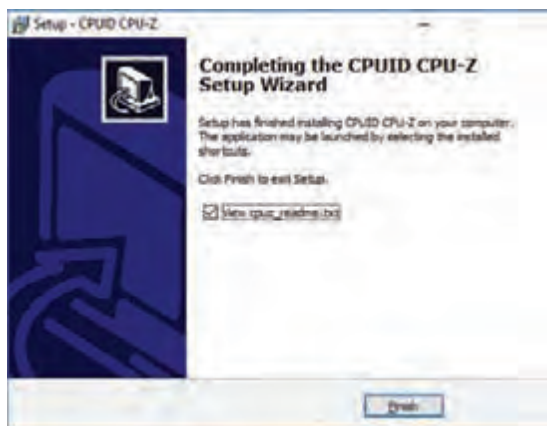 Setup - CPUID CPU-Z
Completing the CPUID CPU-Z
Setup Wizard
Setup has finished installing CPUID CPU-Z on your computer.
The application may be launched by selecting the installed
shortcuts.
Click Finish to exit Setup.
View cpuz_readme.txt
Finish